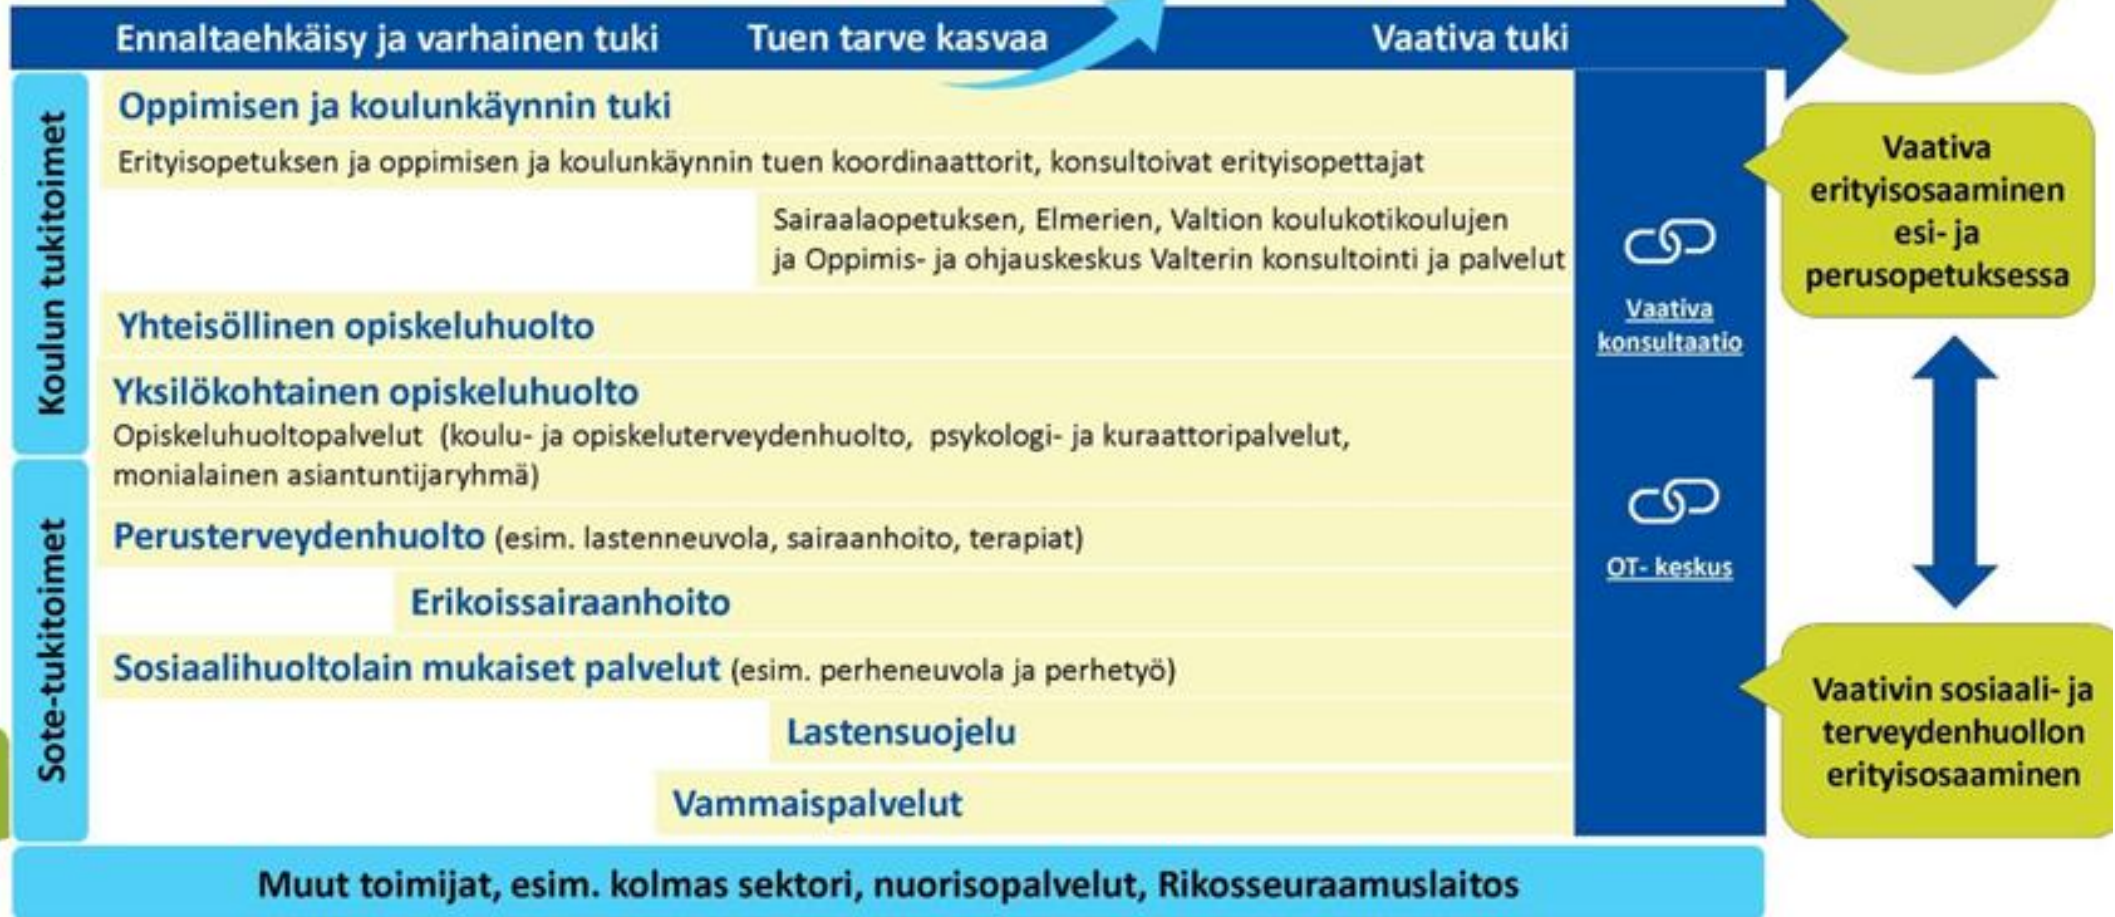 Ennaltaehkäisy ja varhainen tuki
Tuen tarve kasvaa
Vaativa tuki
Koulun tukitoimet
Oppimisen ja koulunkäynnin tuki
Erityisopetuksen ja oppimisen ja koulunkäynnin tuen koordinaattorit, konsultoivat erityisopettajat
Sairaalaopetuksen, Elmerien, Valtion koulukotikoulujen
ja Oppimis- ja ohjauskeskus Valterin konsultointi ja palvelut
Yhteisöllinen opiskeluhuolto
Yksilökohtainen opiskeluhuolto
Opiskeluhuoltopalvelut (koulu- ja opiskeluterveydenhuolto, psykologi- ja kuraattoripalvelut,
monialainen asiantuntijaryhmä)
Sote-tukitoimet
Perusterveydenhuolto (esim. lastenneuvola, sairaanhoito, terapiat)
Erikoissairaanhoito
Sosiaalihuoltolain mukaiset palvelut (esim. perheneuvola ja perhetyö)
Lastensuojelu
Vammaispalvelut
Vaativa
konsultaatio
OT- keskus
Vaativa
erityisosaaminen
esi- ja
perusopetuksessa
Vaativin sosiaali- ja
terveydenhuollon
erityisosaaminen
Muut toimijat, esim. kolmas sektori, nuorisopalvelut, Rikosseuraamuslaitos